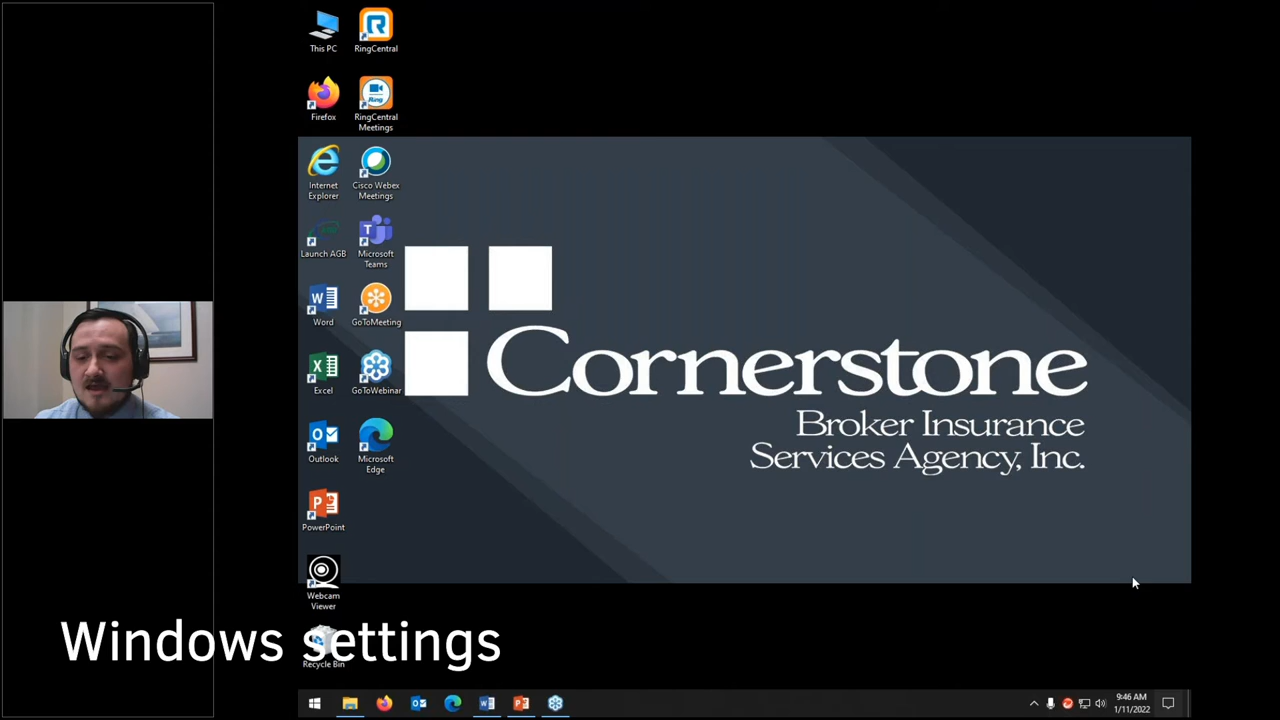 This PC
RingCentral
Firefox
RingCentral
Meetings
Internet
Explorer
Cisco Webex
Meetings
Launch AGB
Microsoft
Teams
Word
GoToMeeting
Excel
GoToWebinar
Outlook
Microsoft
Edge
PowerPoint
Webcam
Viewer
Recycle Bin
Cornerstone
Broker Insurance
Services Agency, Inc.
Windows settings
9:46 AM
1/11/2022